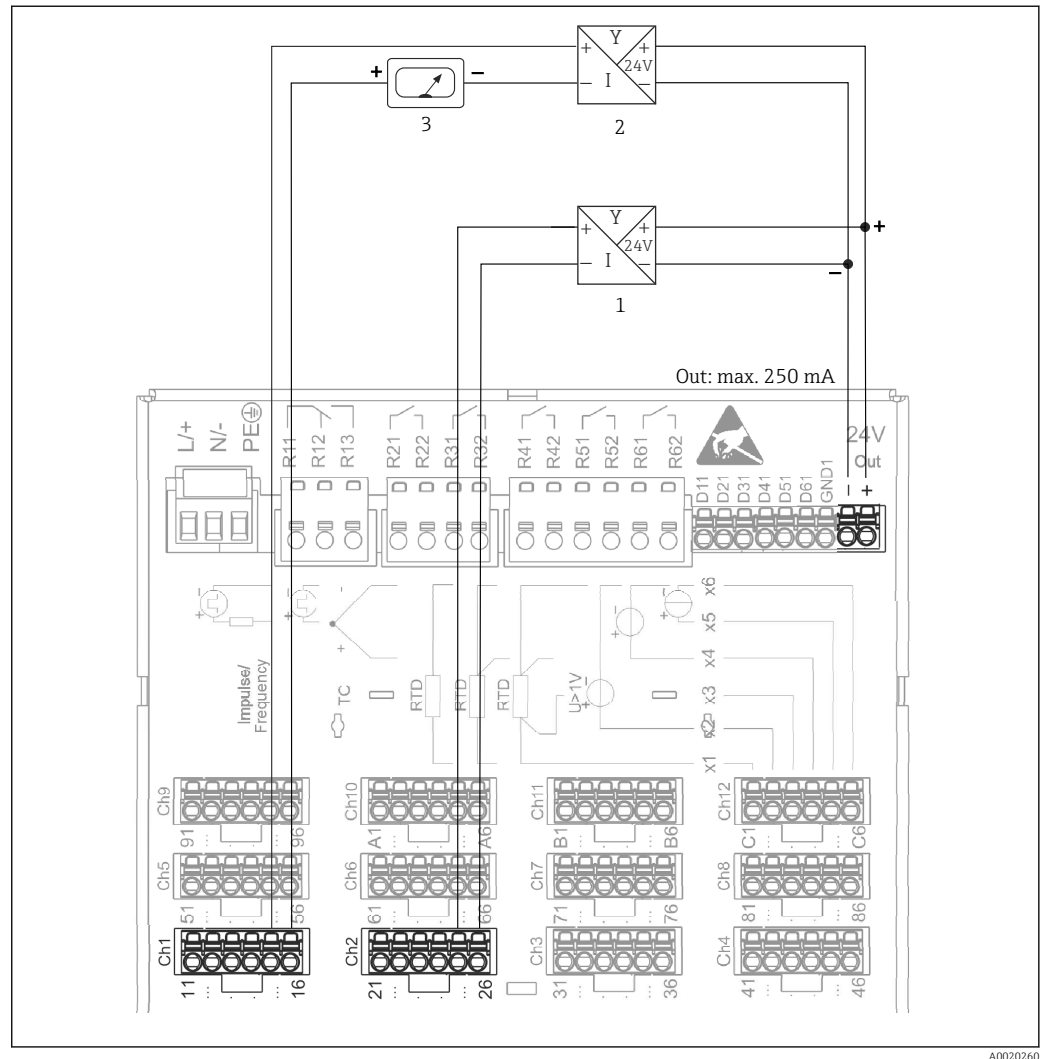 Y
+ +
24V
− I −
2
+ −
3
Y
+ +
24V
− I −
1
+
−
Out: max. 250 mA
L/+
N/-
PE
R11
R12
R13
R21
R22
R31
R32
R41
R42
R51
R52
R61
R62
D11
D21
D31
D41
D51
D61
GND1
24V
Out
− +
+ -
+ -
-
+
Impulse/
Frequency
TC
RTD
RTD
RTD
U>1V
+ -
+ -
+ -
x6
x5
x4
x3
x2
x1
Ch9
91 ... . . ... 96
Ch10
A1 ... . . ... A6
Ch11
B1 ... . . ... B6
Ch12
C1 ... . . ... C6
Ch5
51 ... . . ... 56
Ch6
61 ... . . ... 66
Ch7
71 ... . . ... 76
Ch8
81 ... . . ... 86
Ch1
11 ... . . ... 16
Ch2
21 ... . . ... 26
Ch3
31 ... . . ... 36
Ch4
41 ... . . ... 46
A0020260